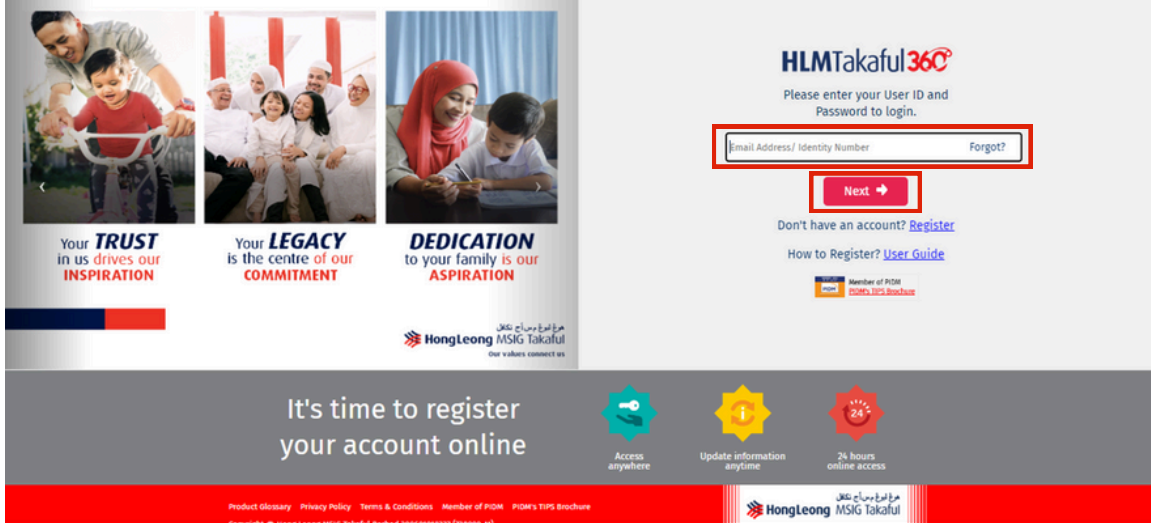 Your TRUST
in us drives our
INSPIRATION
Your LEGACY
is the centre of our
COMMITMENT
DEDICATION
to your family is our
ASPIRATION
HongLeong MSIG Takaful
Our values connect us
HLMTakaful 360°
Please enter your User ID and
Password to login.
Email Address/ Identity Number Forgot?
Next
Don't have an account? Register
How to Register? User Guide
PIDM
Member of PIDM
PIDM's TIPS Brochure
It's time to register
your account online
Access
anywhere
i
Update information
anytime
24
24 hours
online access
Product Glossary Privacy Policy Terms & Conditions Member of PIDM PIDM's TIPS Brochure
HongLeong MSIG Takaful